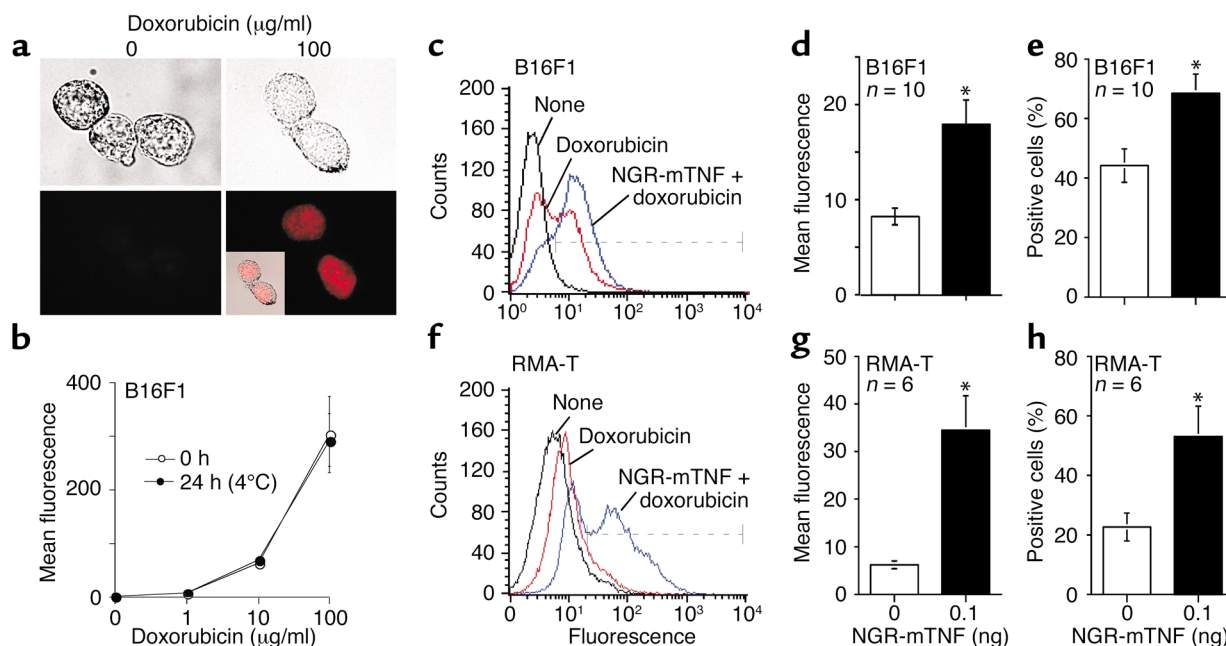 Doxorubicin (μg/ml)
0 100
a
b
B16F1
400
200
0
Mean fluorescence
0 h
24 h (4°C)
0 1 10 100
Doxorubicin (μg/ml)
c
B16F1
200
160
120
80
40
0
Counts
None
Doxorubicin
NGR-mTNF +
doxorubicin
10⁰ 10¹ 10² 10³ 10⁴
d
B16F1
n = 10
*
20
10
0
Mean fluorescence
e
B16F1
n = 10
*
80
60
40
20
0
Positive cells (%)
f
RMA-T
200
160
120
80
40
0
Counts
None
Doxorubicin
NGR-mTNF +
doxorubicin
0 10¹ 10² 10³ 10⁴
Fluorescence
g
RMA-T
n = 6
*
50
40
30
20
10
0
Mean fluorescence
0 0.1
NGR-mTNF (ng)
h
RMA-T
n = 6
*
80
60
40
20
0
Positive cells (%)
0 0.1
NGR-mTNF (ng)